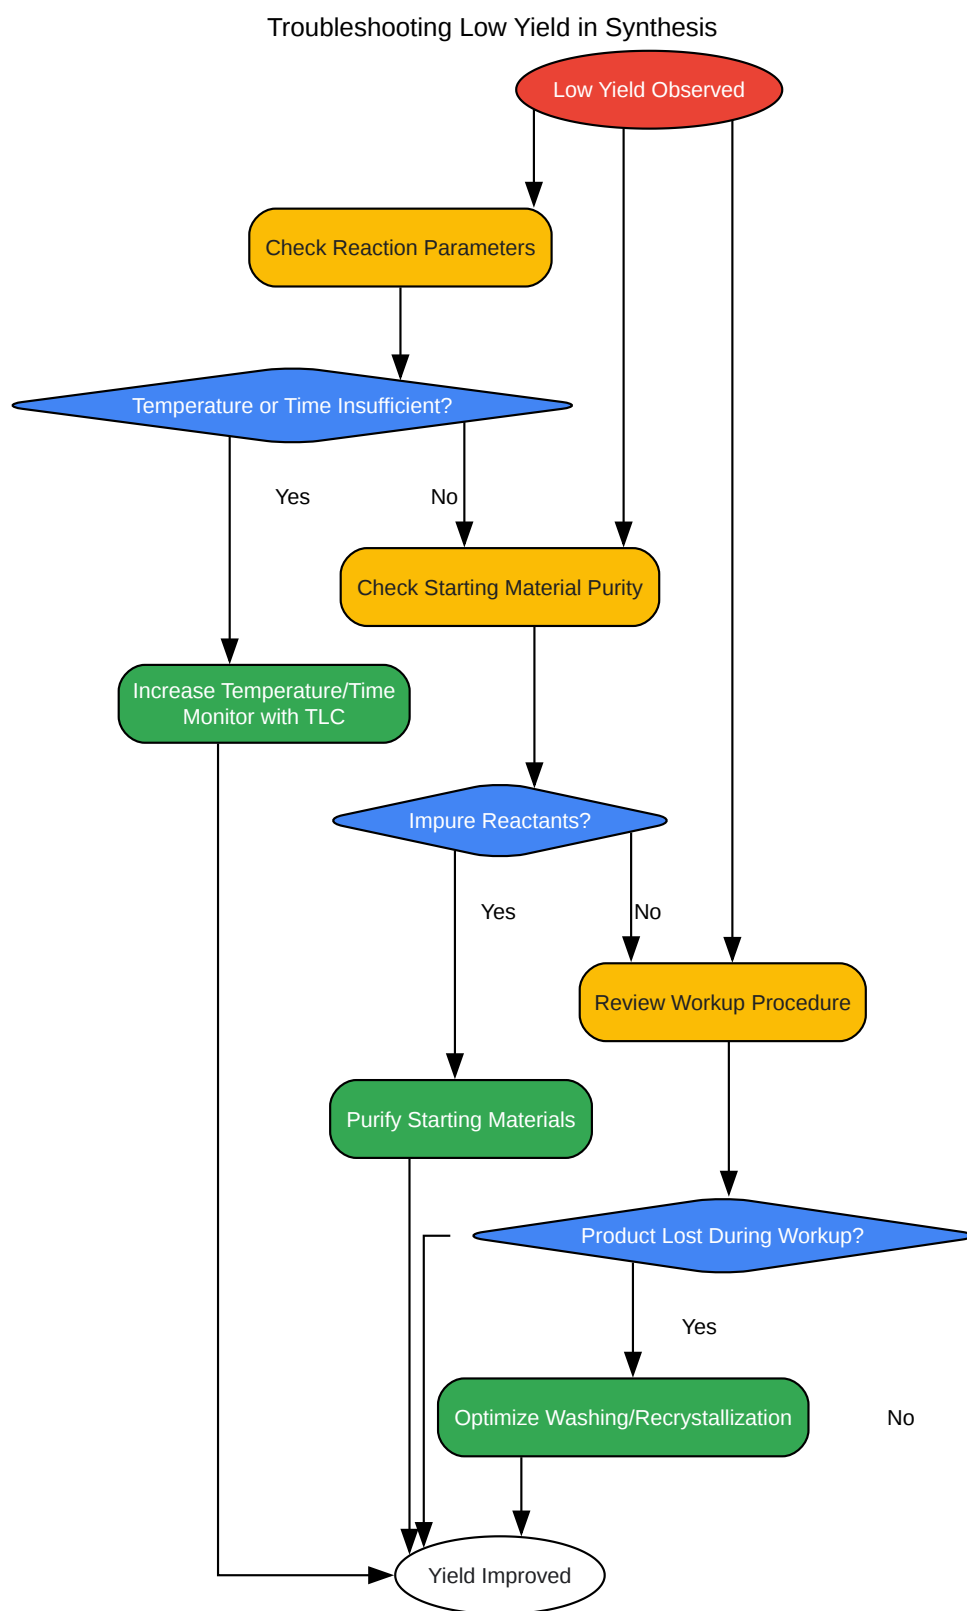 Troubleshooting Low Yield in Synthesis
Low Yield Observed
Check Reaction Parameters
Temperature or Time Insufficient?
Yes
No
Check Starting Material Purity
Increase Temperature/Time
Monitor with TLC
Impure Reactants?
Yes
No
Review Workup Procedure
Purify Starting Materials
Product Lost During Workup?
Yes
Optimize Washing/Recrystallization
No
Yield Improved